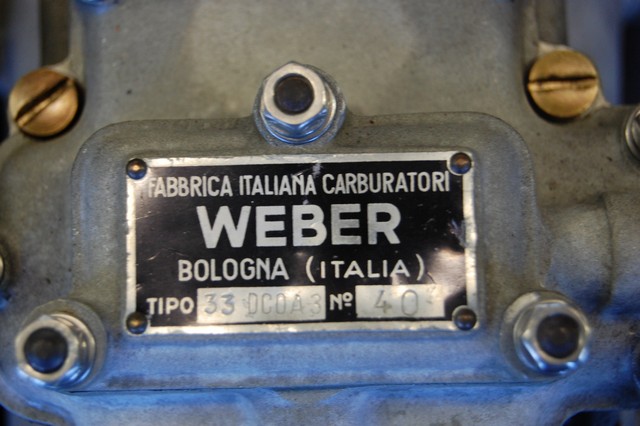 FABBRICA ITALIANA CARBURATORI
WEBER
BOLOGNA (ITALIA)
TIPO 33 DCOA3 Nº 40